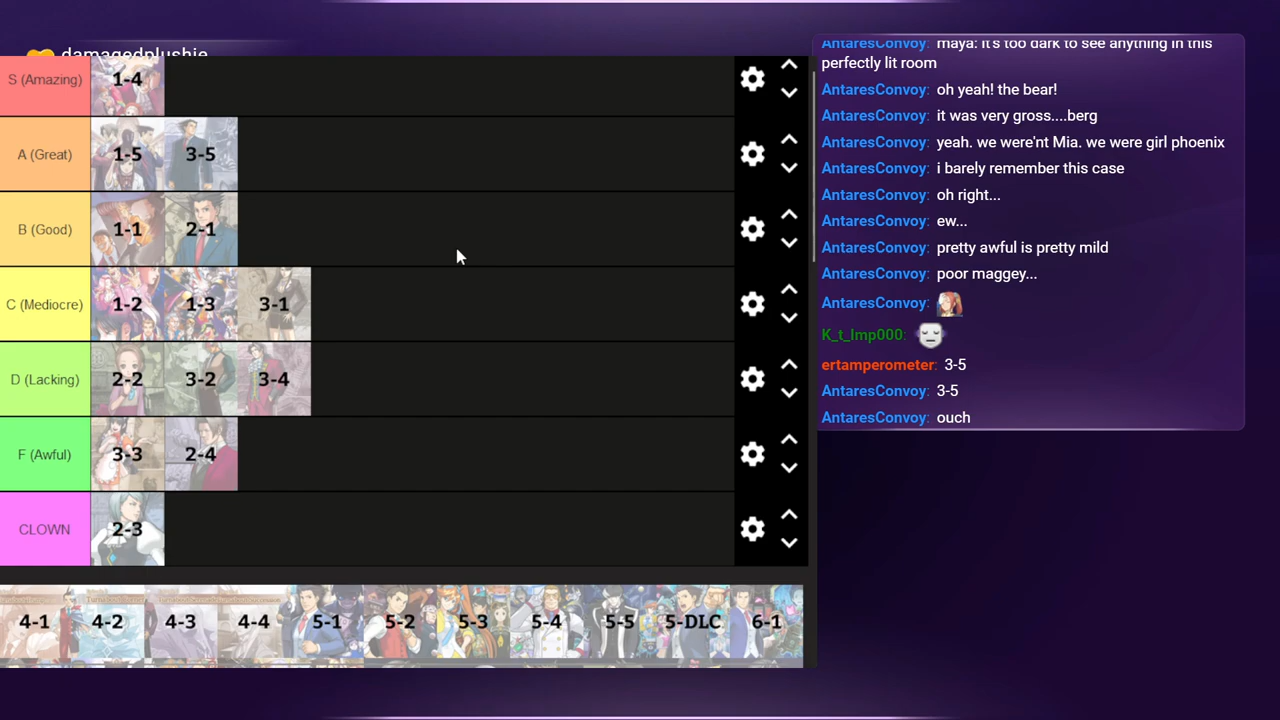 damagedplushie
S (Amazing) 1-4
A (Great) 1-5 3-5
B (Good) 1-1 2-1
C (Mediocre) 1-2 1-3 3-1
D (Lacking) 2-2 3-2 3-4
F (Awful) 3-3 2-4
CLOWN 2-3
4-1 4-2 4-3 4-4 5-1 5-2 5-3 5-4 5-5 5-DLC 6-1
AntaresConvoy: maya: it's too dark to see anything in this
perfectly lit room
AntaresConvoy: oh yeah! the bear!
AntaresConvoy: it was very gross....berg
AntaresConvoy: yeah. we were'nt Mia. we were girl phoenix
AntaresConvoy: i barely remember this case
AntaresConvoy: oh right...
AntaresConvoy: ew...
AntaresConvoy: pretty awful is pretty mild
AntaresConvoy: poor maggey...
AntaresConvoy:
K_t_Imp000:
ertamperometer: 3-5
AntaresConvoy: 3-5
AntaresConvoy: ouch